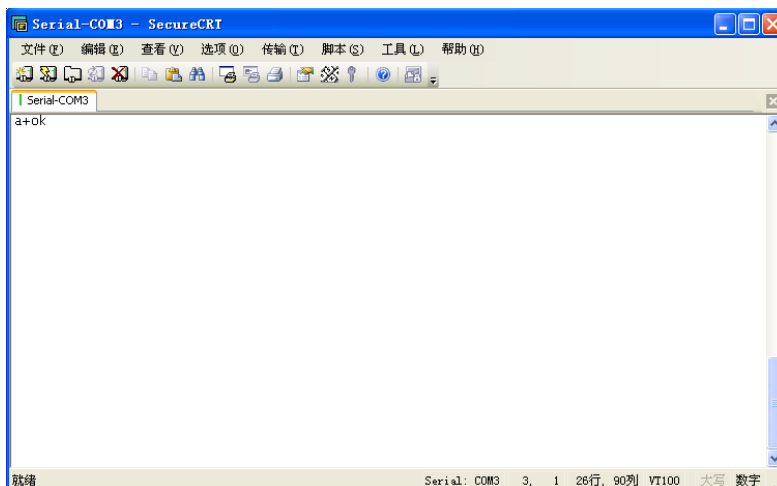 Serial-COM3 - SecureCRT
文件(F) 编辑(E) 查看(V) 选项(O) 传输(T) 脚本(S) 工具(L) 帮助(H)
Serial-COM3
a+ok
就绪 Serial: COM3 3, 1 26行, 90列 VT100 大写 数字